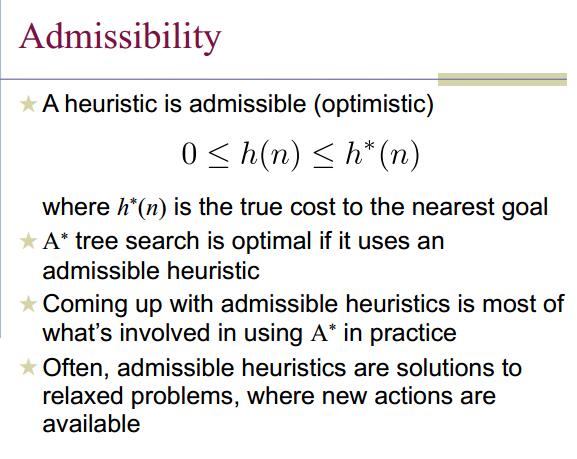 Admissibility
★ A heuristic is admissible (optimistic)
0 ≤ h(n) ≤ h*(n)
where h*(n) is the true cost to the nearest goal
★ A* tree search is optimal if it uses an
admissible heuristic
★ Coming up with admissible heuristics is most of
what’s involved in using A* in practice
★ Often, admissible heuristics are solutions to
relaxed problems, where new actions are
available